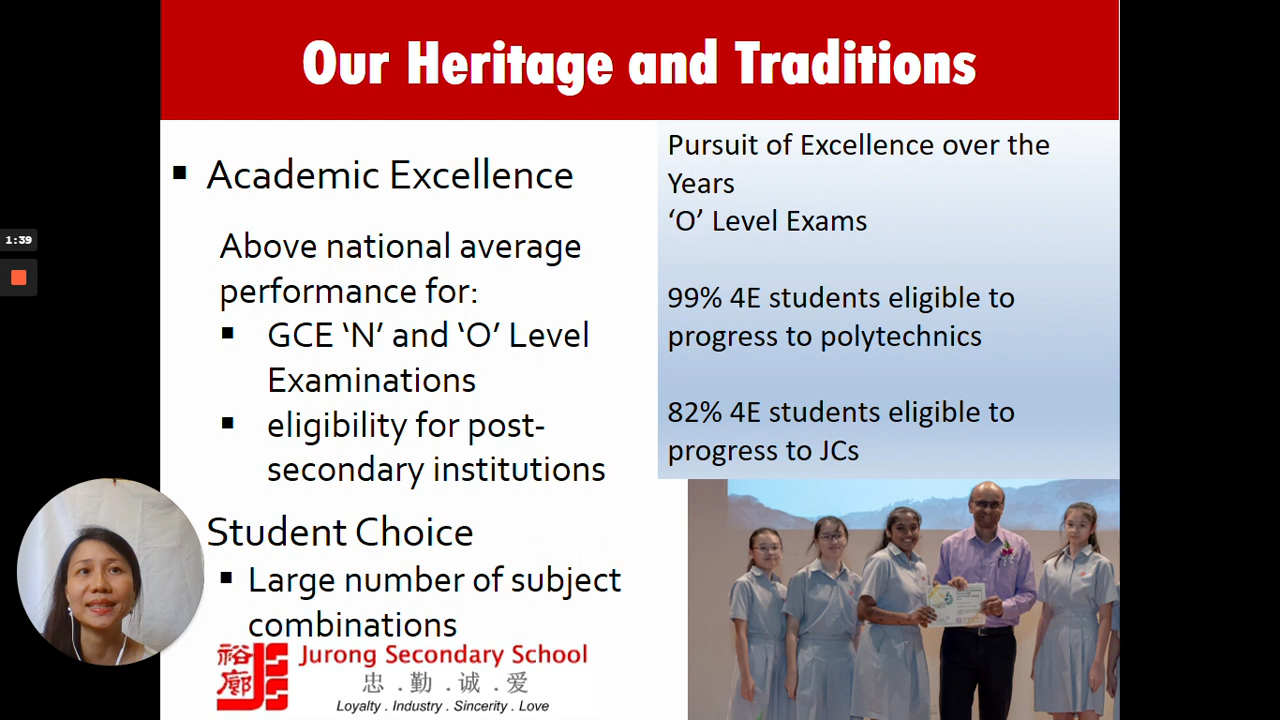 Our Heritage and Traditions
Academic Excellence
Above national average
performance for:
GCE ‘N’ and ‘O’ Level
Examinations
eligibility for post-
secondary institutions
Student Choice
Large number of subject
combinations
裕廊
Jurong Secondary School
忠 . 勤 . 诚 . 爱
Loyalty . Industry . Sincerity . Love
Pursuit of Excellence over the
Years
‘O’ Level Exams
99% 4E students eligible to
progress to polytechnics
82% 4E students eligible to
progress to JCs
1:39